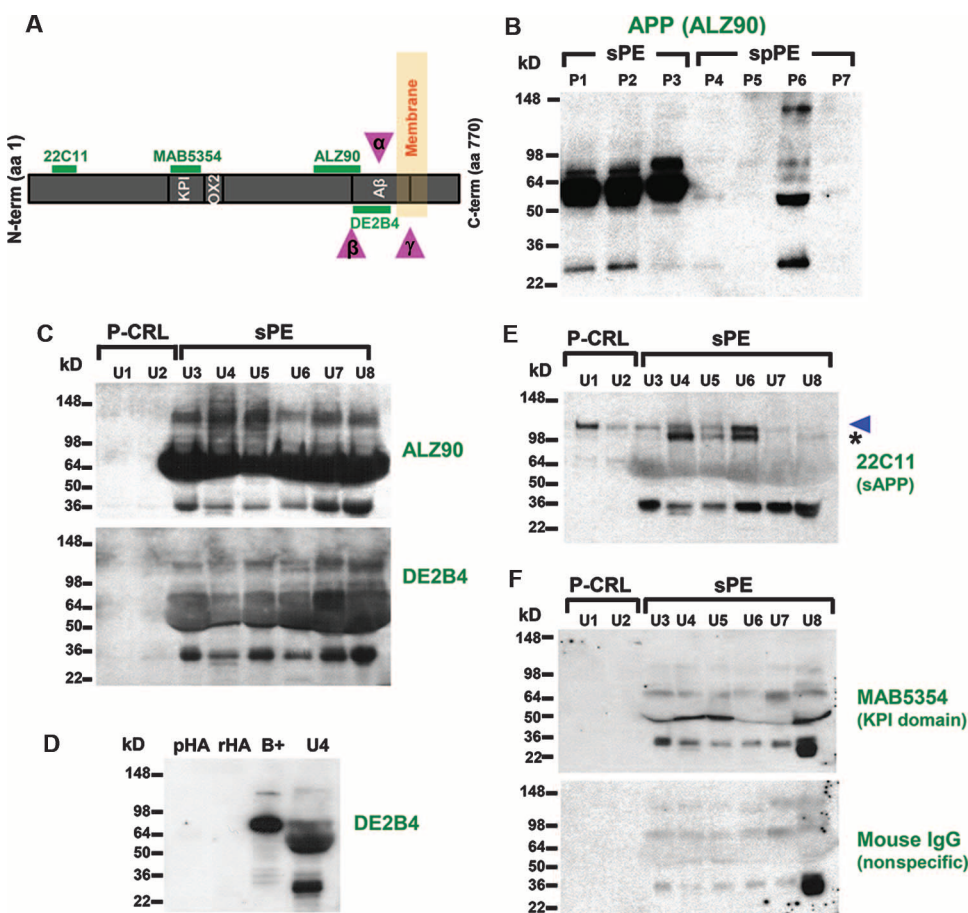 A
N-term (aa 1)
22C11
MAB5354
ALZ90
α
Membrane
KPI
OX2
Aβ
DE2B4
β
γ
C-term (aa 770)
B
APP (ALZ90)
sPE spPE
kD
P1 P2 P3 P4 P5 P6 P7
148
98
64
50
36
22
C
P-CRL sPE
kD
U1 U2 U3 U4 U5 U6 U7 U8
148
98
64
50
36
22
ALZ90
148
98
64
50
36
22
DE2B4
D
kD pHA rHA B+ U4
148
98
64
50
36
22
DE2B4
E
P-CRL sPE
kD
U1 U2 U3 U4 U5 U6 U7 U8
148
98
64
50
36
22
*
22C11
(sAPP)
F
P-CRL sPE
kD
U1 U2 U3 U4 U5 U6 U7 U8
148
98
64
50
36
22
MAB5354
(KPI domain)
148
98
64
50
36
22
Mouse IgG
(nonspecific)